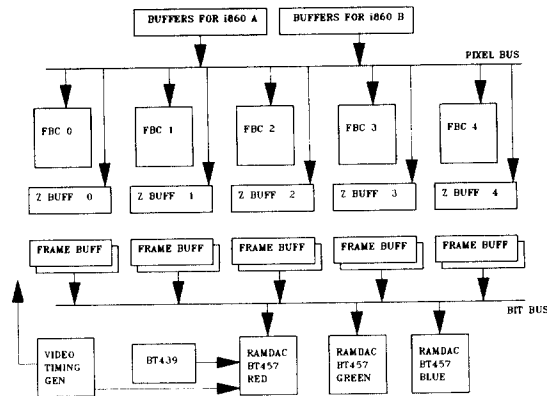 BUFFERS FOR i860 A
BUFFERS FOR i860 B
PIXEL BUS
FBC 0
FBC 1
FBC 2
FBC 3
FBC 4
Z BUFF 0
Z BUFF 1
Z BUFF 2
Z BUFF 3
Z BUFF 4
FRAME BUFF
FRAME BUFF
FRAME BUFF
FRAME BUFF
FRAME BUFF
BIT BUS
VIDEO
TIMING
GEN
BT439
RAMDAC
BT457
RED
RAMDAC
BT457
GREEN
RAMDAC
BT457
BLUE